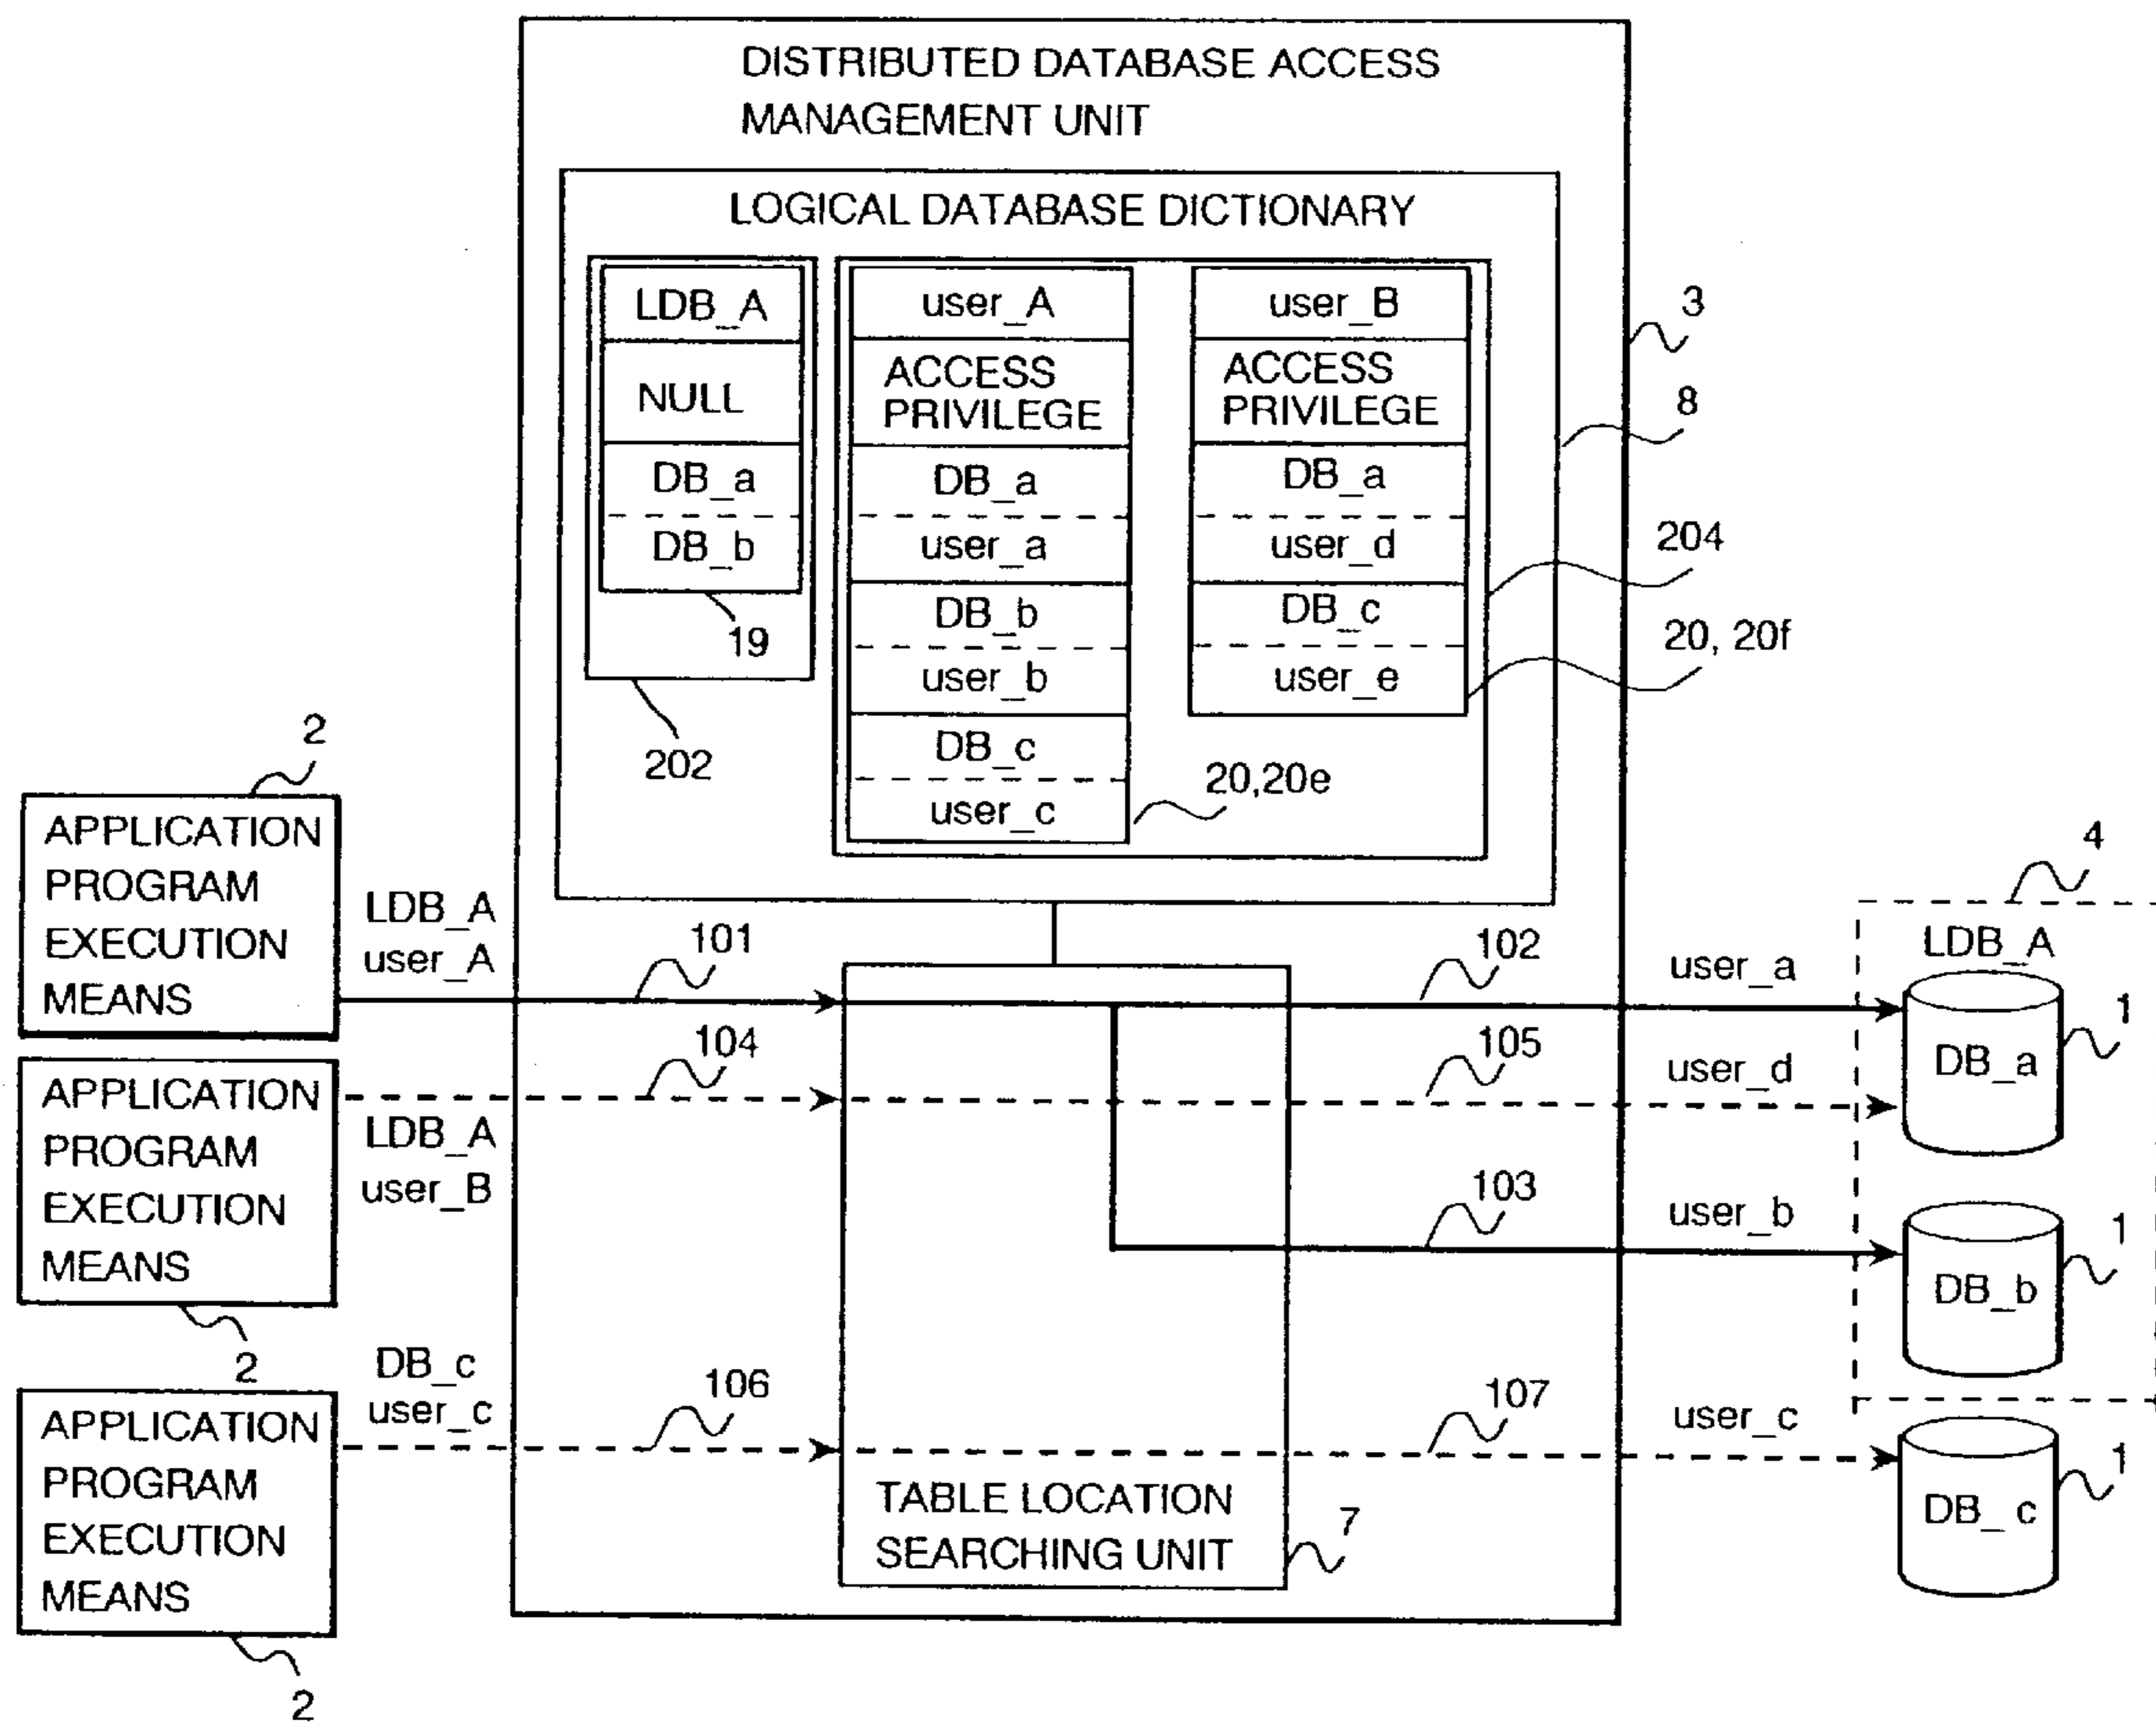 DISTRIBUTED DATABASE ACCESS
MANAGEMENT UNIT
LOGICAL DATABASE DICTIONARY
LDB_A
NULL
DB_a
DB_b
19
202
user_A
ACCESS
PRIVILEGE
DB_a
user_a
DB_b
user_b
DB_c
user_c
20,20e
user_B
ACCESS
PRIVILEGE
DB_a
user_d
DB_c
user_e
3
8
204
20, 20f
2
APPLICATION
PROGRAM
EXECUTION
MEANS
LDB_A
user_A
101
102
user_a
4
LDB_A
DB_a
1
APPLICATION
PROGRAM
EXECUTION
MEANS
2
104
LDB_A
user_B
105
user_d
103
user_b
DB_b
1
APPLICATION
PROGRAM
EXECUTION
MEANS
2
DB_c
user_c
106
107
user_c
DB_c
1
TABLE LOCATION
SEARCHING UNIT
7